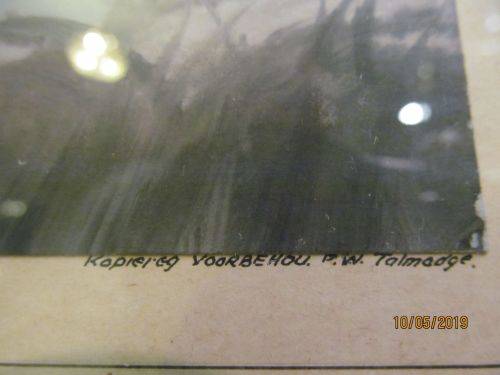 Kopiereg VOORBEHOU. P.W. Talmadge.
10/05/2019